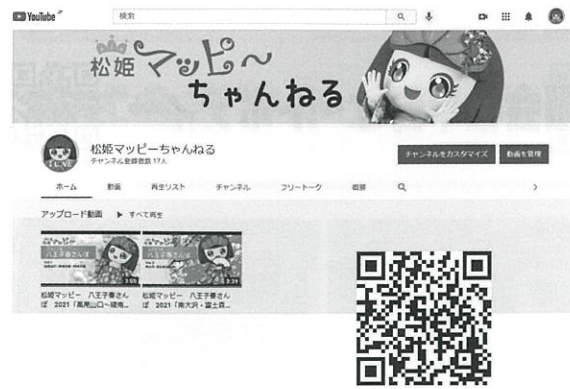 YouTube JP
検索
松姫マッピ～
ちゃんねる
松姫マッピーちゃんねる
チャンネル登録者数 17人
チャンネルをカスタマイズ
動画を管理
ホーム 動画 再生リスト チャンネル フリートーク 概要
アップロード動画 ▶ すべて再生
松姫マッピー 八王子春さん
ぽ 2021「高尾山口～陵南...
松姫マッピー 八王子春さん
ぽ 2021「南大沢・富士森...